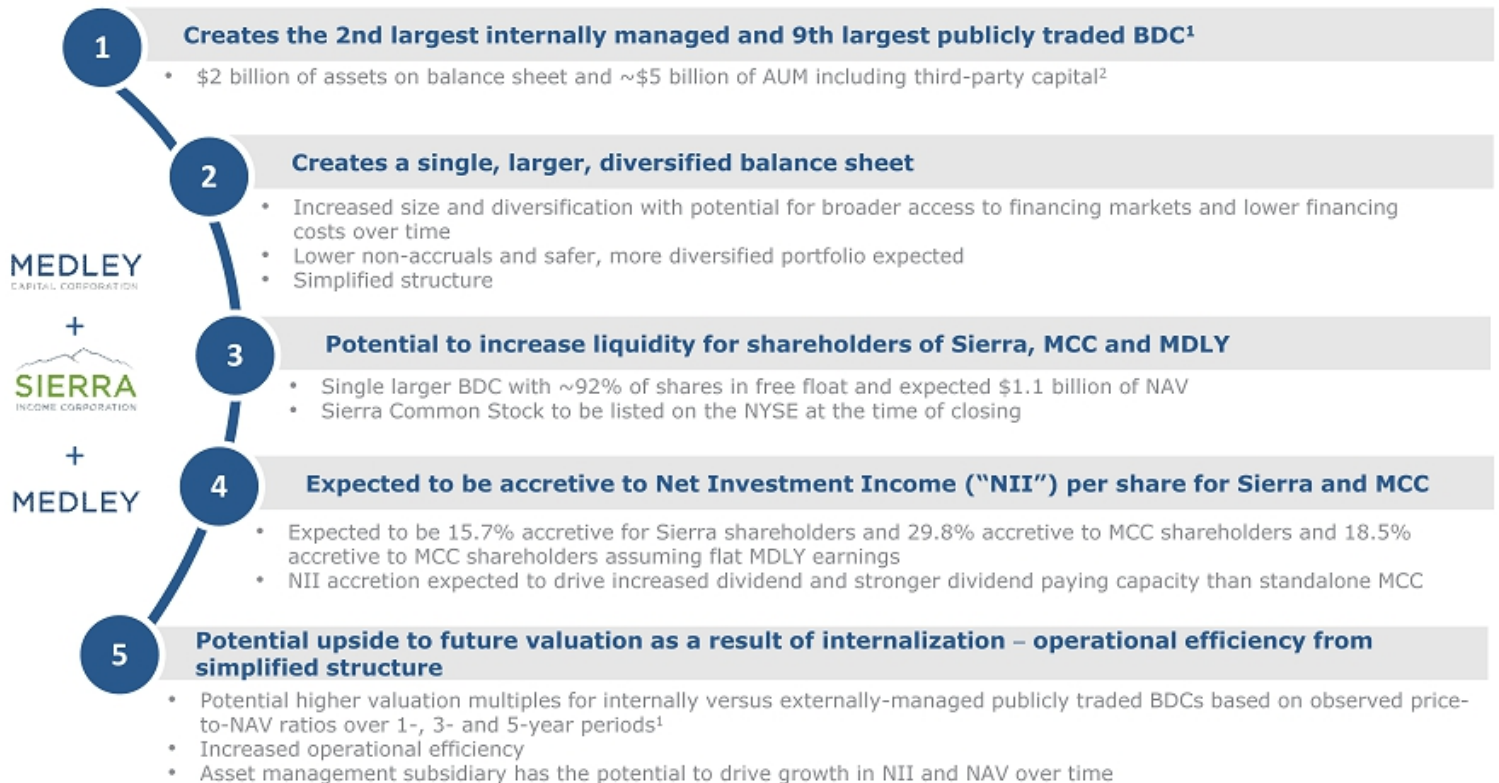 1
Creates the 2nd largest internally managed and 9th largest publicly traded BDC¹
• $2 billion of assets on balance sheet and ~$5 billion of AUM including third-party capital²
2
Creates a single, larger, diversified balance sheet
• Increased size and diversification with potential for broader access to financing markets and lower financing
costs over time
• Lower non-accruals and safer, more diversified portfolio expected
• Simplified structure
MEDLEY
CAPITAL CORPORATION
+
SIERRA
INCOME CORPORATION
+
MEDLEY
3
Potential to increase liquidity for shareholders of Sierra, MCC and MDLY
• Single larger BDC with ~92% of shares in free float and expected $1.1 billion of NAV
• Sierra Common Stock to be listed on the NYSE at the time of closing
4
Expected to be accretive to Net Investment Income (“NII”) per share for Sierra and MCC
• Expected to be 15.7% accretive for Sierra shareholders and 29.8% accretive to MCC shareholders and 18.5%
accretive to MCC shareholders assuming flat MDLY earnings
• NII accretion expected to drive increased dividend and stronger dividend paying capacity than standalone MCC
5
Potential upside to future valuation as a result of internalization – operational efficiency from
simplified structure
• Potential higher valuation multiples for internally versus externally-managed publicly traded BDCs based on observed price-
to-NAV ratios over 1-, 3- and 5-year periods¹
• Increased operational efficiency
• Asset management subsidiary has the potential to drive growth in NII and NAV over time